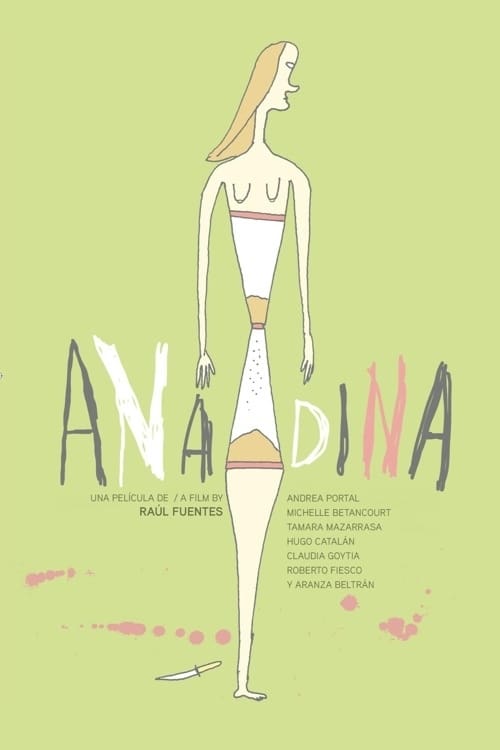 ANA DINA
UNA PELÍCULA DE / A FILM BY
RAÚL FUENTES
ANDREA PORTAL
MICHELLE BETANCOURT
TAMARA MAZARRASA
HUGO CATALÁN
CLAUDIA GOYTIA
ROBERTO FIESCO
Y ARANZA BELTRÁN